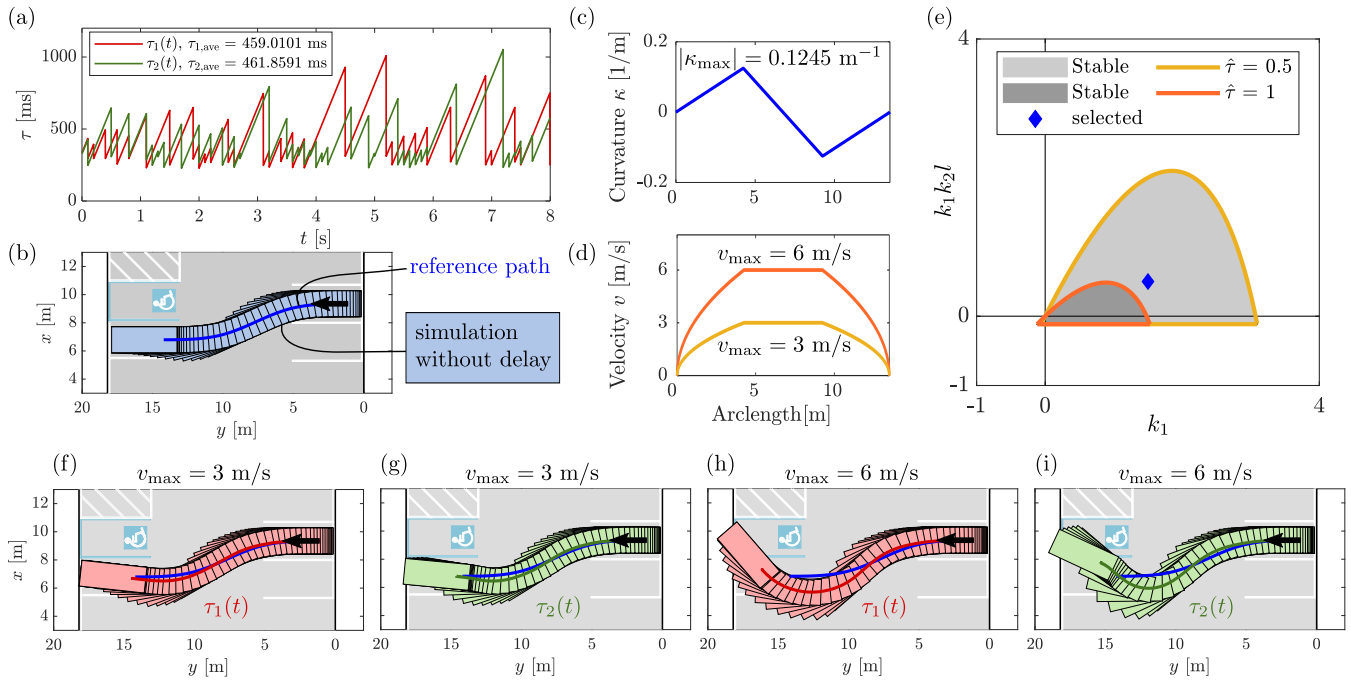 (a)
τ₁(t), τ₁,ave = 459.0101 ms
τ₂(t), τ₂,ave = 461.8591 ms
1000
500
0
τ [ms]
0 1 2 3 4 5 6 7 8
t [s]
(b)
reference path
simulation
without delay
12
10
8
6
4
x [m]
20 15 10 5 0
y [m]
(c)
|κmax| = 0.1245 m⁻¹
0.2
0
-0.2
Curvature κ [1/m]
0 5 10
(d)
vmax = 6 m/s
vmax = 3 m/s
6
3
0
Velocity v [m/s]
0 5 10
Arclength[m]
(e)
4
Stable
Stable
selected
τ̂ = 0.5
τ̂ = 1
k₁k₂l
0
-1
-1 0 4
k₁
(f)
vmax = 3 m/s
12
10
8
6
4
x [m]
τ₁(t)
20 15 10 5 0
y [m]
(g)
vmax = 3 m/s
τ₂(t)
20 15 10 5 0
y [m]
(h)
vmax = 6 m/s
τ₁(t)
20 15 10 5 0
y [m]
(i)
vmax = 6 m/s
τ₂(t)
20 15 10 5 0
y [m]